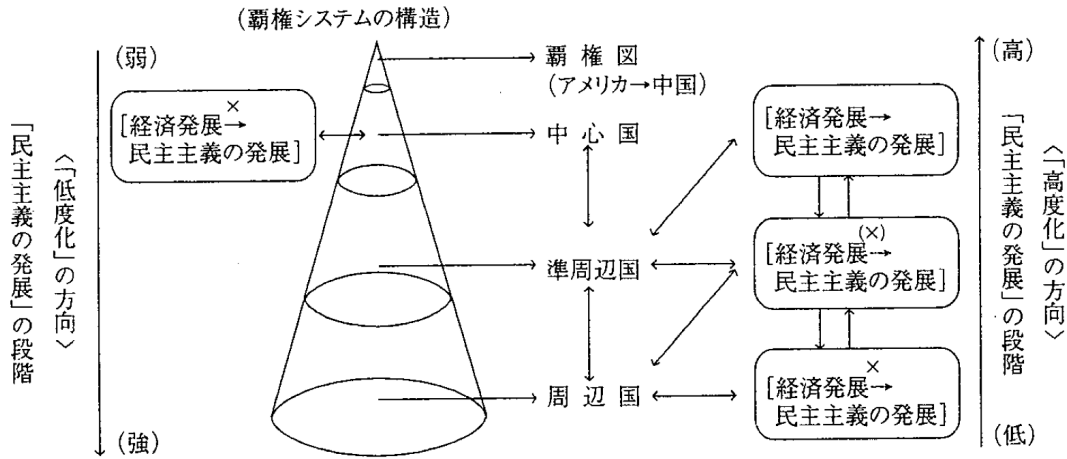 (覇権システムの構造)
(弱)
×
[経済発展→
民主主義の発展]
(強)
「民主主義の発展」の段階
〈「低度化」の方向〉
覇権図
(アメリカ→中国)
中心国
準周辺国
周辺国
(高)
[経済発展→
民主主義の発展]
(×)
[経済発展→
民主主義の発展]
×
[経済発展→
民主主義の発展]
(低)
〈「高度化」の方向〉
「民主主義の発展」の段階